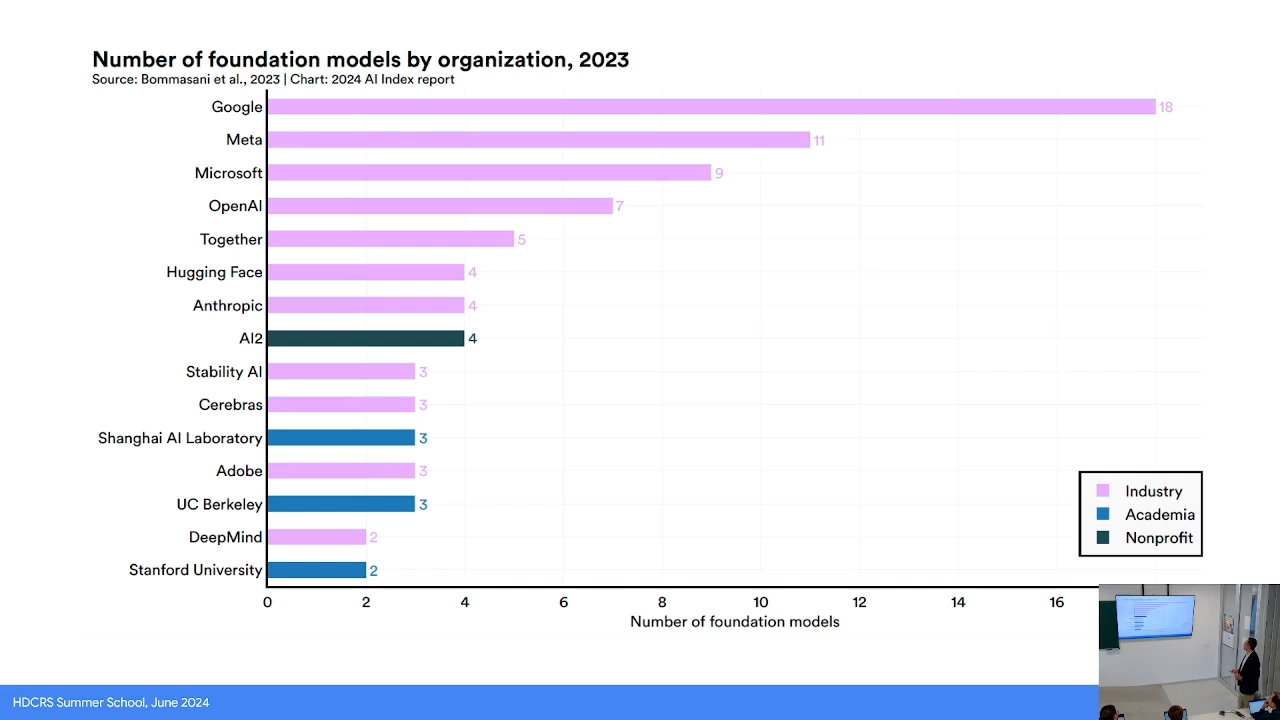 Number of foundation models by organization, 2023
Source: Bommasani et al., 2023 | Chart: 2024 AI Index report
Google 18
Meta 11
Microsoft 9
OpenAI 7
Together 5
Hugging Face 4
Anthropic 4
AI2 4
Stability AI 3
Cerebras 3
Shanghai AI Laboratory 3
Adobe 3
UC Berkeley 3
DeepMind 2
Stanford University 2
Industry
Academia
Nonprofit
0 2 4 6 8 10 12 14 16
Number of foundation models
HDCRS Summer School, June 2024